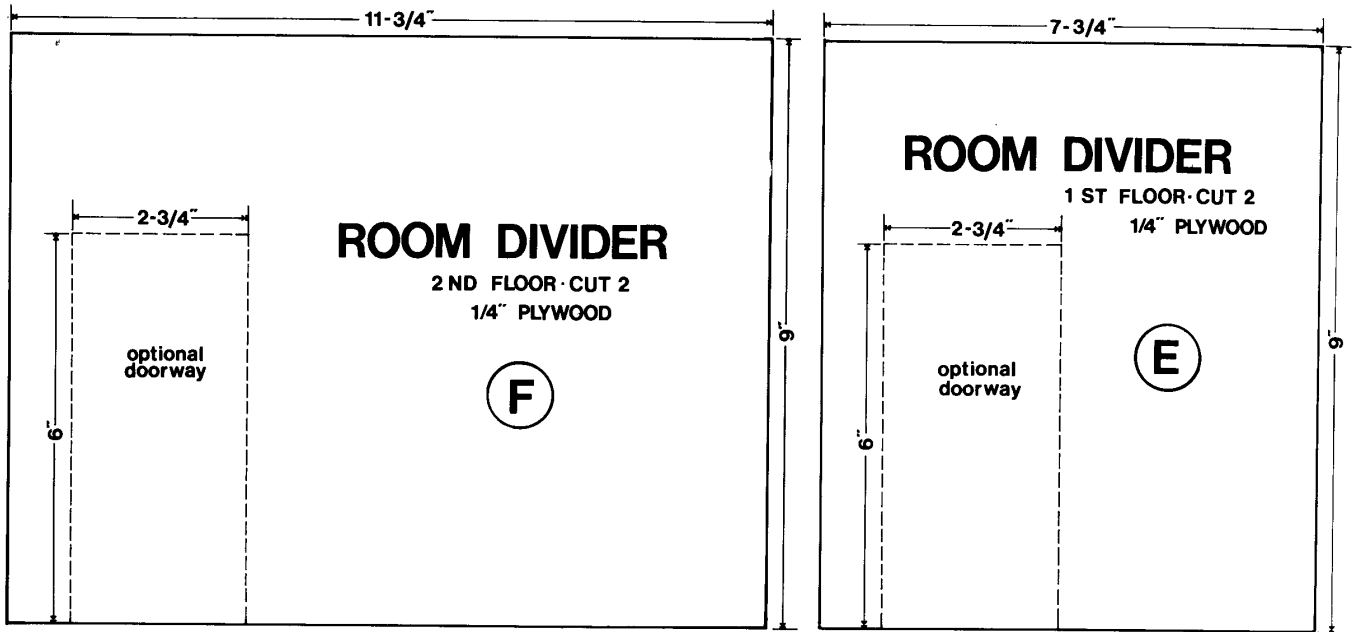 11-3/4"
2-3/4"
ROOM DIVIDER
2 ND FLOOR·CUT 2
1/4" PLYWOOD
optional
doorway
F
6"
9"
7-3/4"
ROOM DIVIDER
1 ST FLOOR·CUT 2
1/4" PLYWOOD
2-3/4"
optional
doorway
E
6"
9"